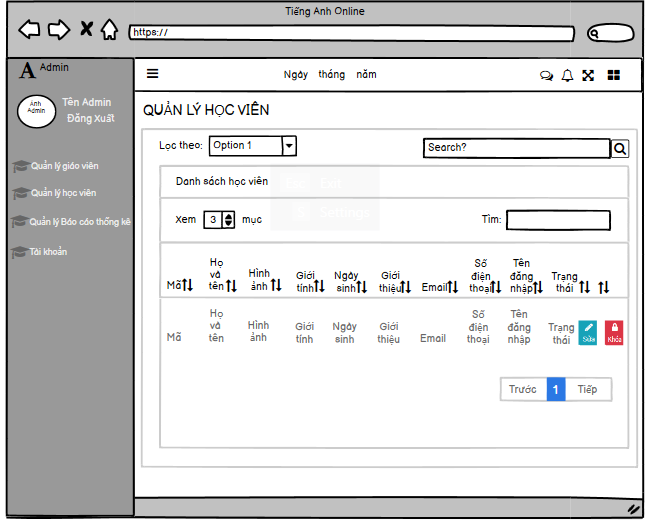 Tiếng Anh Online
https://
A Admin
Ngày tháng năm
Ảnh
Admin
Tên Admin
Đăng Xuất
QUẢN LÝ HỌC VIÊN
Lọc theo: Option 1
Search?
Quản lý giáo viên
Quản lý học viên
Quản lý Báo cáo thống kê
Tài khoản
Danh sách học viên
Exit
Settings
Xem 3 mục
Tìm:
Mã Họ và tên Hình ảnh Giới tính Ngày sinh Giới thiệu Email Số điện thoại Tên đăng nhập Trạng thái
Mã Họ và tên Hình ảnh Giới tính Ngày sinh Giới thiệu Email Số điện thoại Tên đăng nhập Trạng thái Sửa Khóa
Trước 1 Tiếp